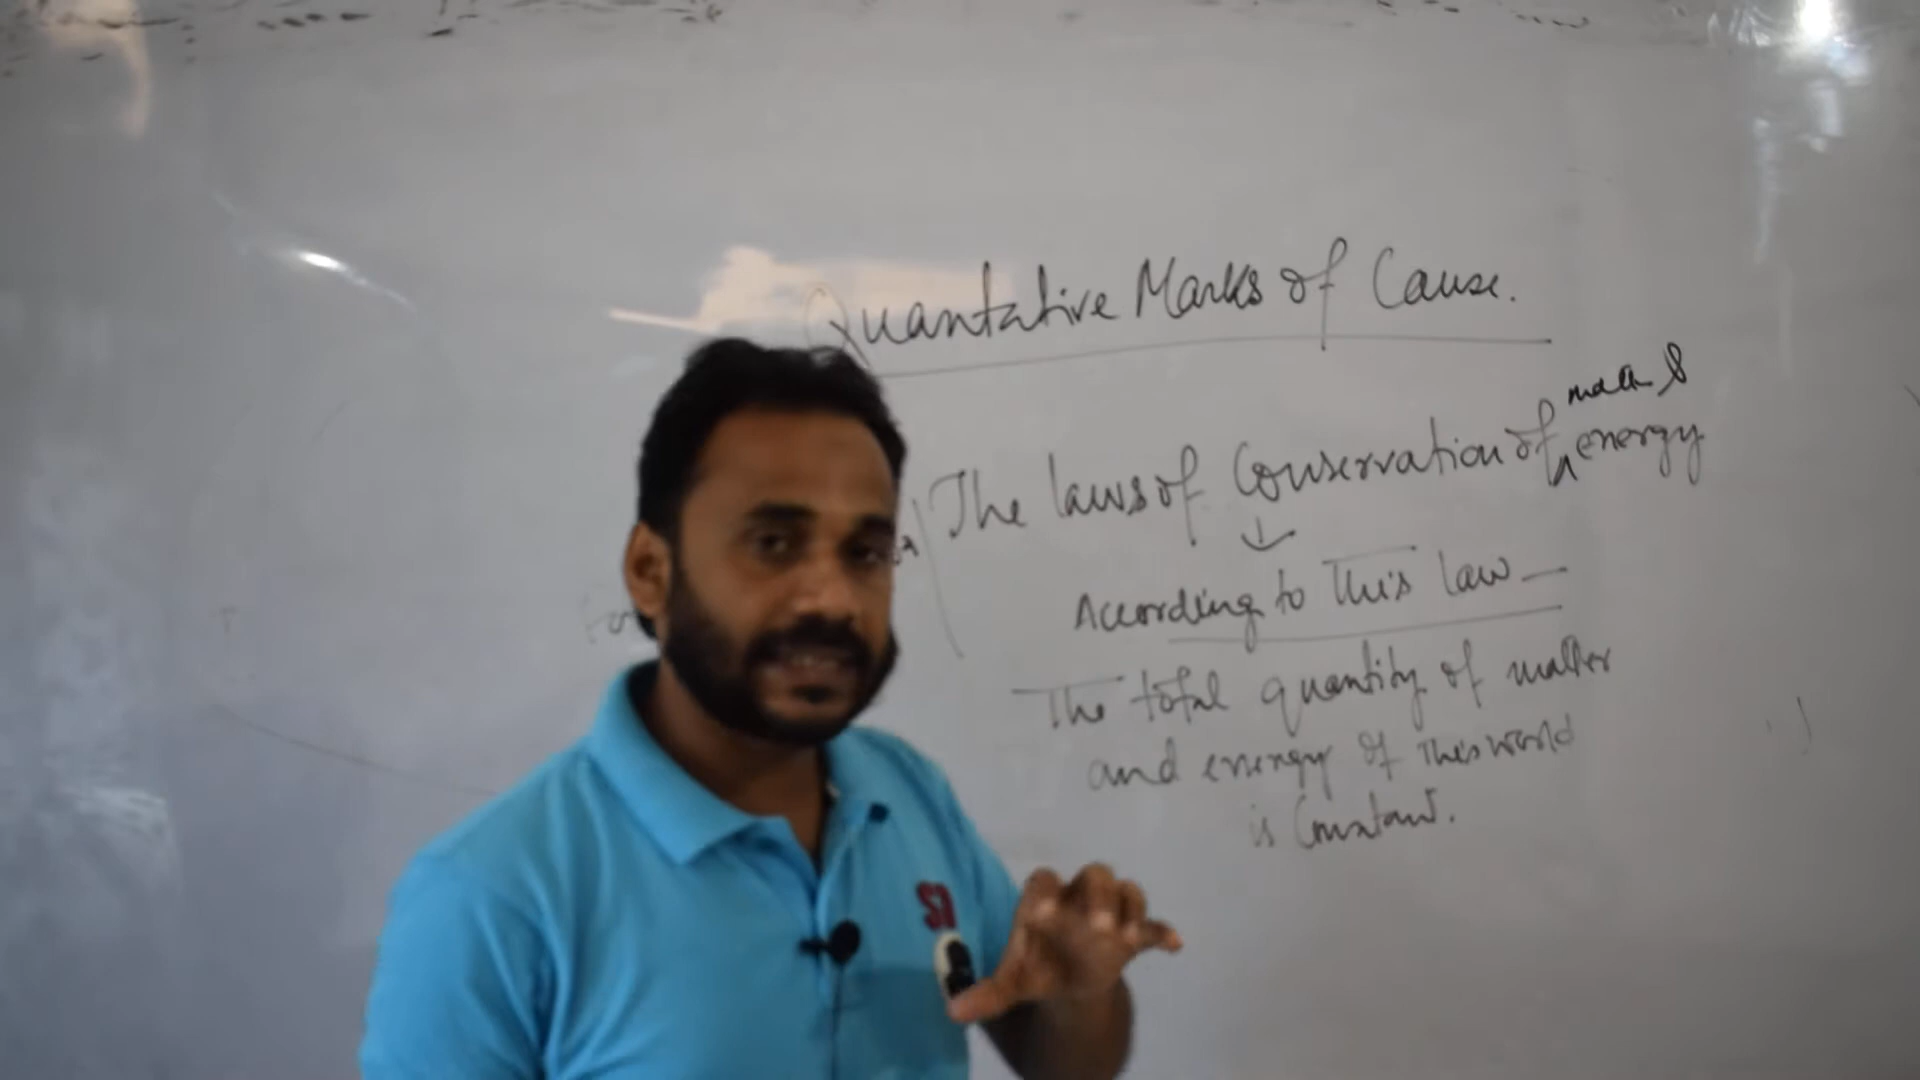 Quantative Marks of Cause.
mass &
The laws of Conservation of ^ energy
According to This law —
The total quantity of matter
and energy of This world
is Constant.